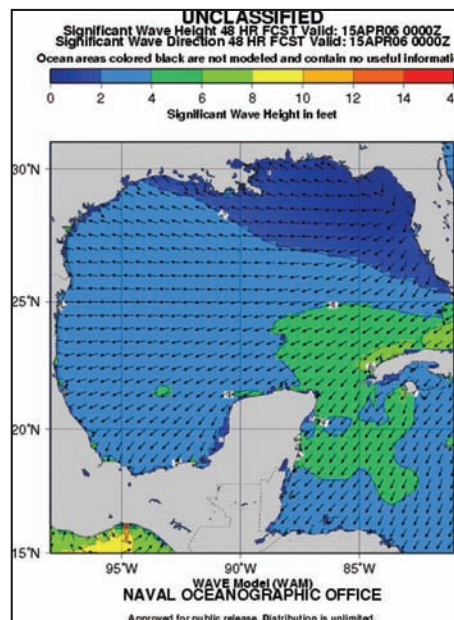 UNCLASSIFIED
Significant Wave Height 48 HR FCST Valid: 15APR06 0000Z
Significant Wave Direction 48 HR FCST Valid: 15APR06 0000Z
Ocean areas colored black are not modeled and contain no useful informati
0 2 4 6 8 10 12 14 4
Significant Wave Height in feet
30°N
25°N
20°N
15°N
95°W 90°W 85°W
WAVE Model (WAM)
NAVAL OCEANOGRAPHIC OFFICE
Approved for public release. Distribution is unlimited.